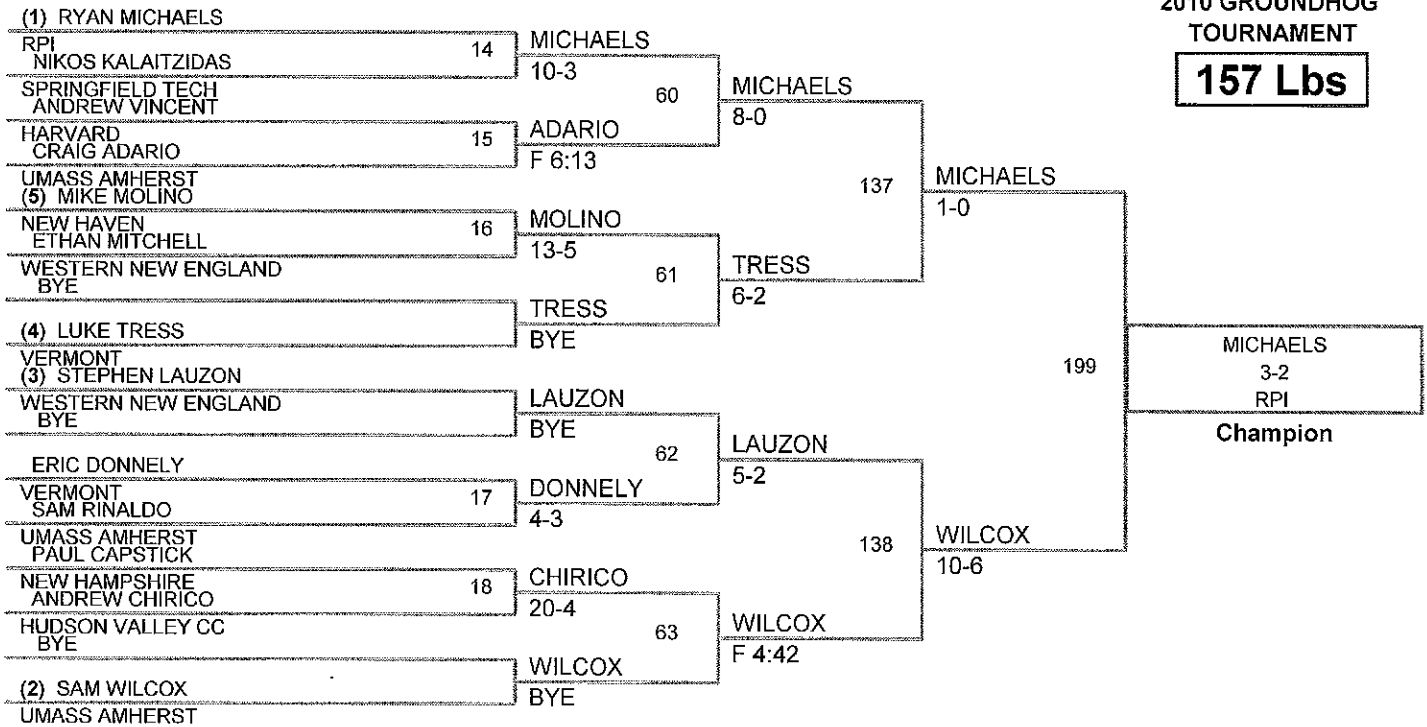 2010 GROUNDHOG
TOURNAMENT
157 Lbs
(1) RYAN MICHAELS
RPI
NIKOS KALAITZIDAS
SPRINGFIELD TECH
ANDREW VINCENT
HARVARD
CRAIG ADARIO
UMASS AMHERST
(5) MIKE MOLINO
NEW HAVEN
ETHAN MITCHELL
WESTERN NEW ENGLAND
BYE
(4) LUKE TRESS
VERMONT
(3) STEPHEN LAUZON
WESTERN NEW ENGLAND
BYE
ERIC DONNELY
VERMONT
SAM RINALDO
UMASS AMHERST
PAUL CAPSTICK
NEW HAMPSHIRE
ANDREW CHIRICO
HUDSON VALLEY CC
BYE
(2) SAM WILCOX
UMASS AMHERST
14
15
16
17
18
MICHAELS
10-3
ADARIO
F 6:13
MOLINO
13-5
TRESS
BYE
LAUZON
BYE
DONNELY
4-3
CHIRICO
20-4
WILCOX
BYE
60
61
62
63
MICHAELS
8-0
TRESS
6-2
LAUZON
5-2
WILCOX
F 4:42
137
138
MICHAELS
1-0
WILCOX
10-6
199
MICHAELS
3-2
RPI
Champion